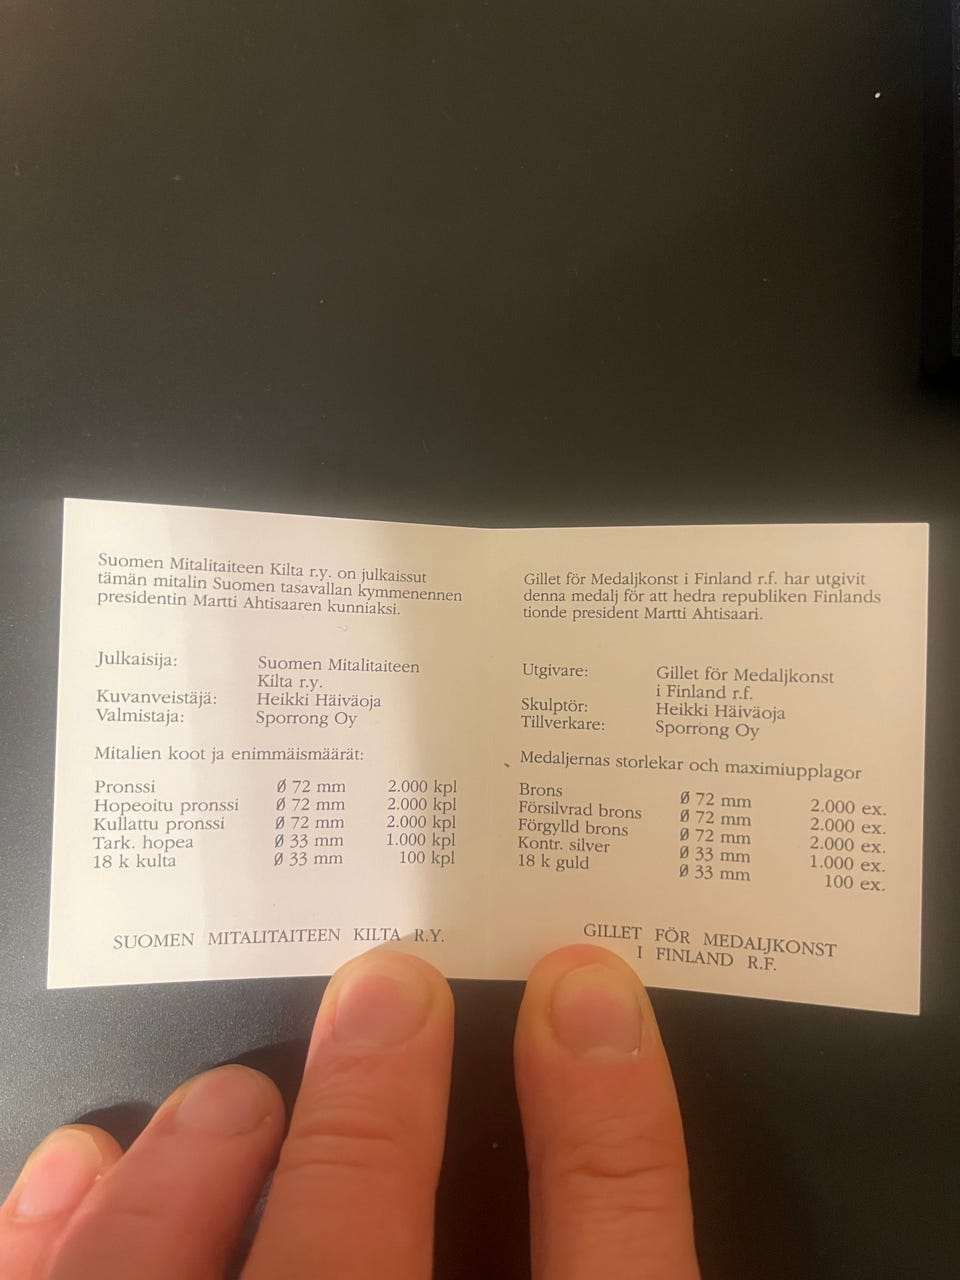 Suomen Mitalitaiteen Kilta r.y. on julkaissut
tämän mitalin Suomen tasavallan kymmenennen
presidentin Martti Ahtisaaren kunniaksi.
Julkaisija: Suomen Mitalitaiteen
Kilta r.y.
Kuvanveistäjä: Heikki Häiväoja
Valmistaja: Sporrong Oy
Mitalien koot ja enimmäismäärät:
Pronssi Ø 72 mm 2.000 kpl
Hopeoitu pronssi Ø 72 mm 2.000 kpl
Kullattu pronssi Ø 72 mm 2.000 kpl
Tark. hopea Ø 33 mm 1.000 kpl
18 k kulta Ø 33 mm 100 kpl
SUOMEN MITALITAITEEN KILTA R.Y.
Gillet för Medaljkonst i Finland r.f. har utgivit
denna medalj för att hedra republiken Finlands
tionde president Martti Ahtisaari.
Utgivare: Gillet för Medaljkonst
i Finland r.f.
Skulptör: Heikki Häiväoja
Tillverkare: Sporrong Oy
Medaljernas storlekar och maximiupplagor
Brons Ø 72 mm 2.000 ex.
Försilvrad brons Ø 72 mm 2.000 ex.
Förgylld brons Ø 72 mm 2.000 ex.
Kontr. silver Ø 33 mm 1.000 ex.
18 k guld Ø 33 mm 100 ex.
GILLET FÖR MEDALJKONST
I FINLAND R.F.